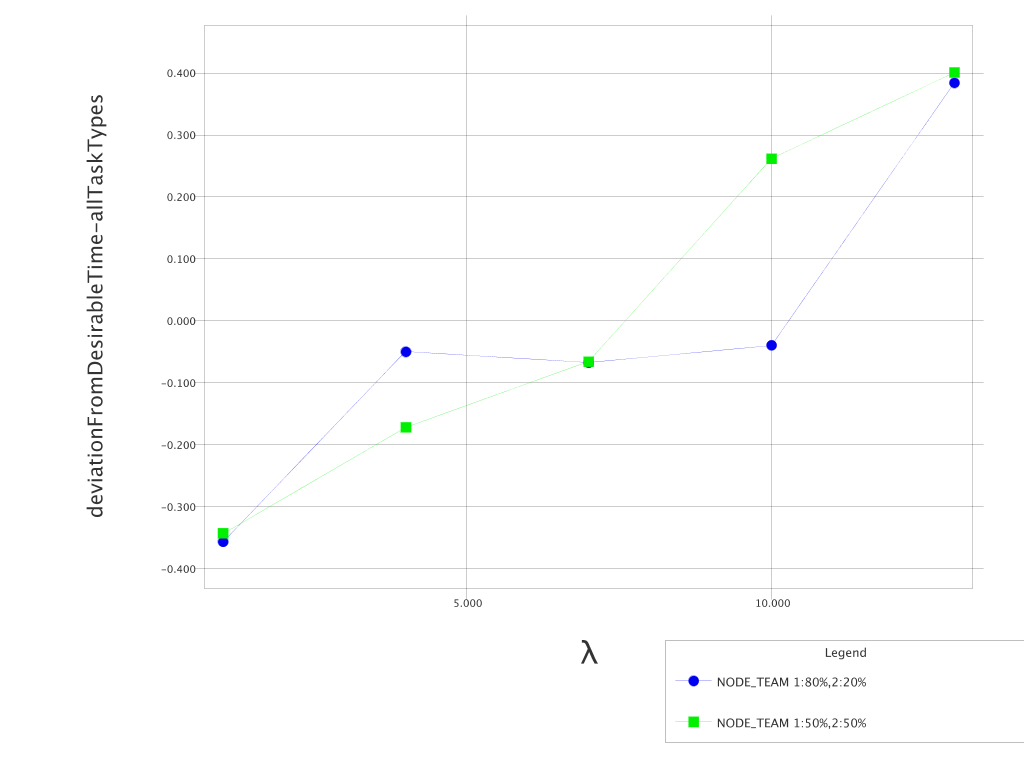 deviationFromDesirableTime-allTaskTypes
0.400
0.300
0.200
0.100
0.000
-0.100
-0.200
-0.300
-0.400
5.000 10.000
λ
Legend
NODE_TEAM 1:80%,2:20%
NODE_TEAM 1:50%,2:50%